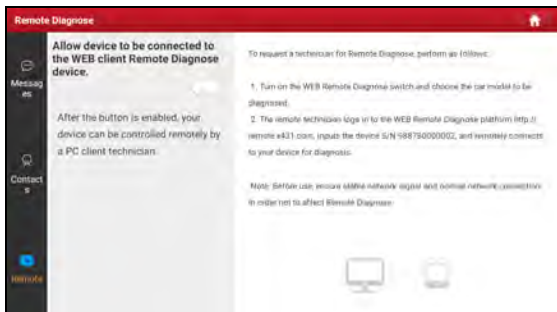 Remote Diagnose
Messag
es
Contact
s
Remote
Allow device to be connected to
the WEB client Remote Diagnose
device.
After the button is enabled, your
device can be controlled remotely by
a PC client technician.
To request a technician for Remote Diagnose, perform as follows:
1. Turn on the WEB Remote Diagnose switch and choose the car model to be
diagnosed.
2. The remote technician logs in to the WEB Remote Diagnose platform http://
remote.x431.com, inputs the device S/N and remotely connects
to your device for diagnosis.
Note: Before use, ensure stable network signal and normal network connection
in order not to affect Remote Diagnose.